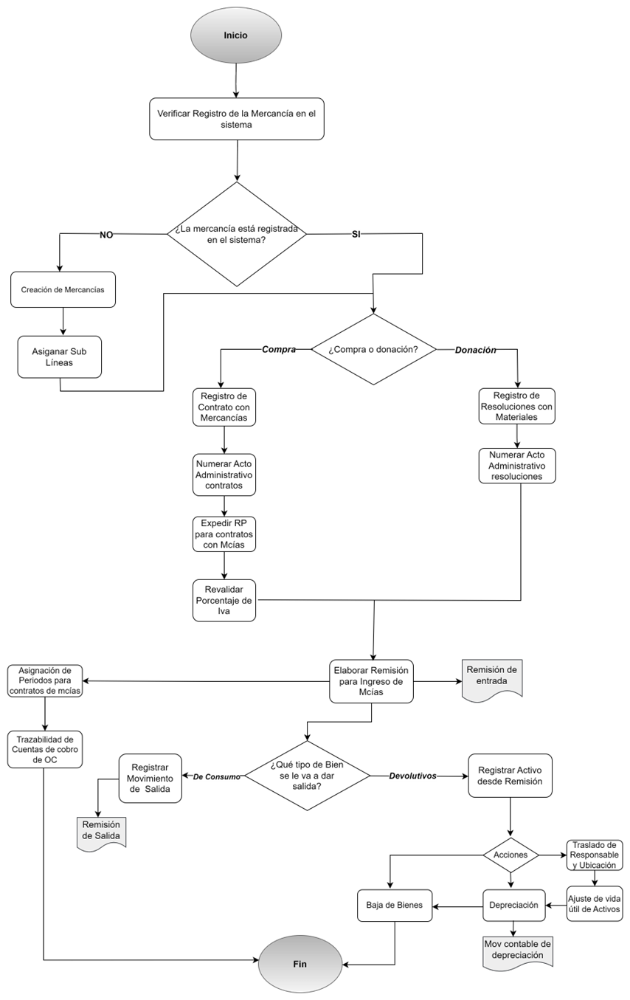 Inicio
Verificar Registro de la Mercancía en el
sistema
¿La mercancía está registrada
en el sistema?
NO
SI
Creación de Mercancías
Asiganar Sub
Líneas
¿Compra o donación?
Compra
Donación
Registro de
Contrato con
Mercancías
Registro de
Resoluciones con
Materiales
Numerar Acto
Administrativo
contratos
Numerar Acto
Administrativo
resoluciones
Expedir RP
para contratos
con Mcías
Revalidar
Porcentaje de
Iva
Asignación de
Periodos para
contratos de mcías
Elaborar Remisión
para Ingreso de
Mcías
Remisión de
entrada
Trazabilidad de
Cuentas de cobro
de OC
Registrar
Movimiento
de Salida
De Consumo
¿Qué tipo de Bien
se le va a dar
salida?
Devolutivos
Registrar Activo
desde Remisión
Remisión
de Salida
Acciones
Traslado de
Responsable
y Ubicación
Baja de Bienes
Depreciación
Ajuste de vida
útil de Activos
Mov contable de
depreciación
Fin